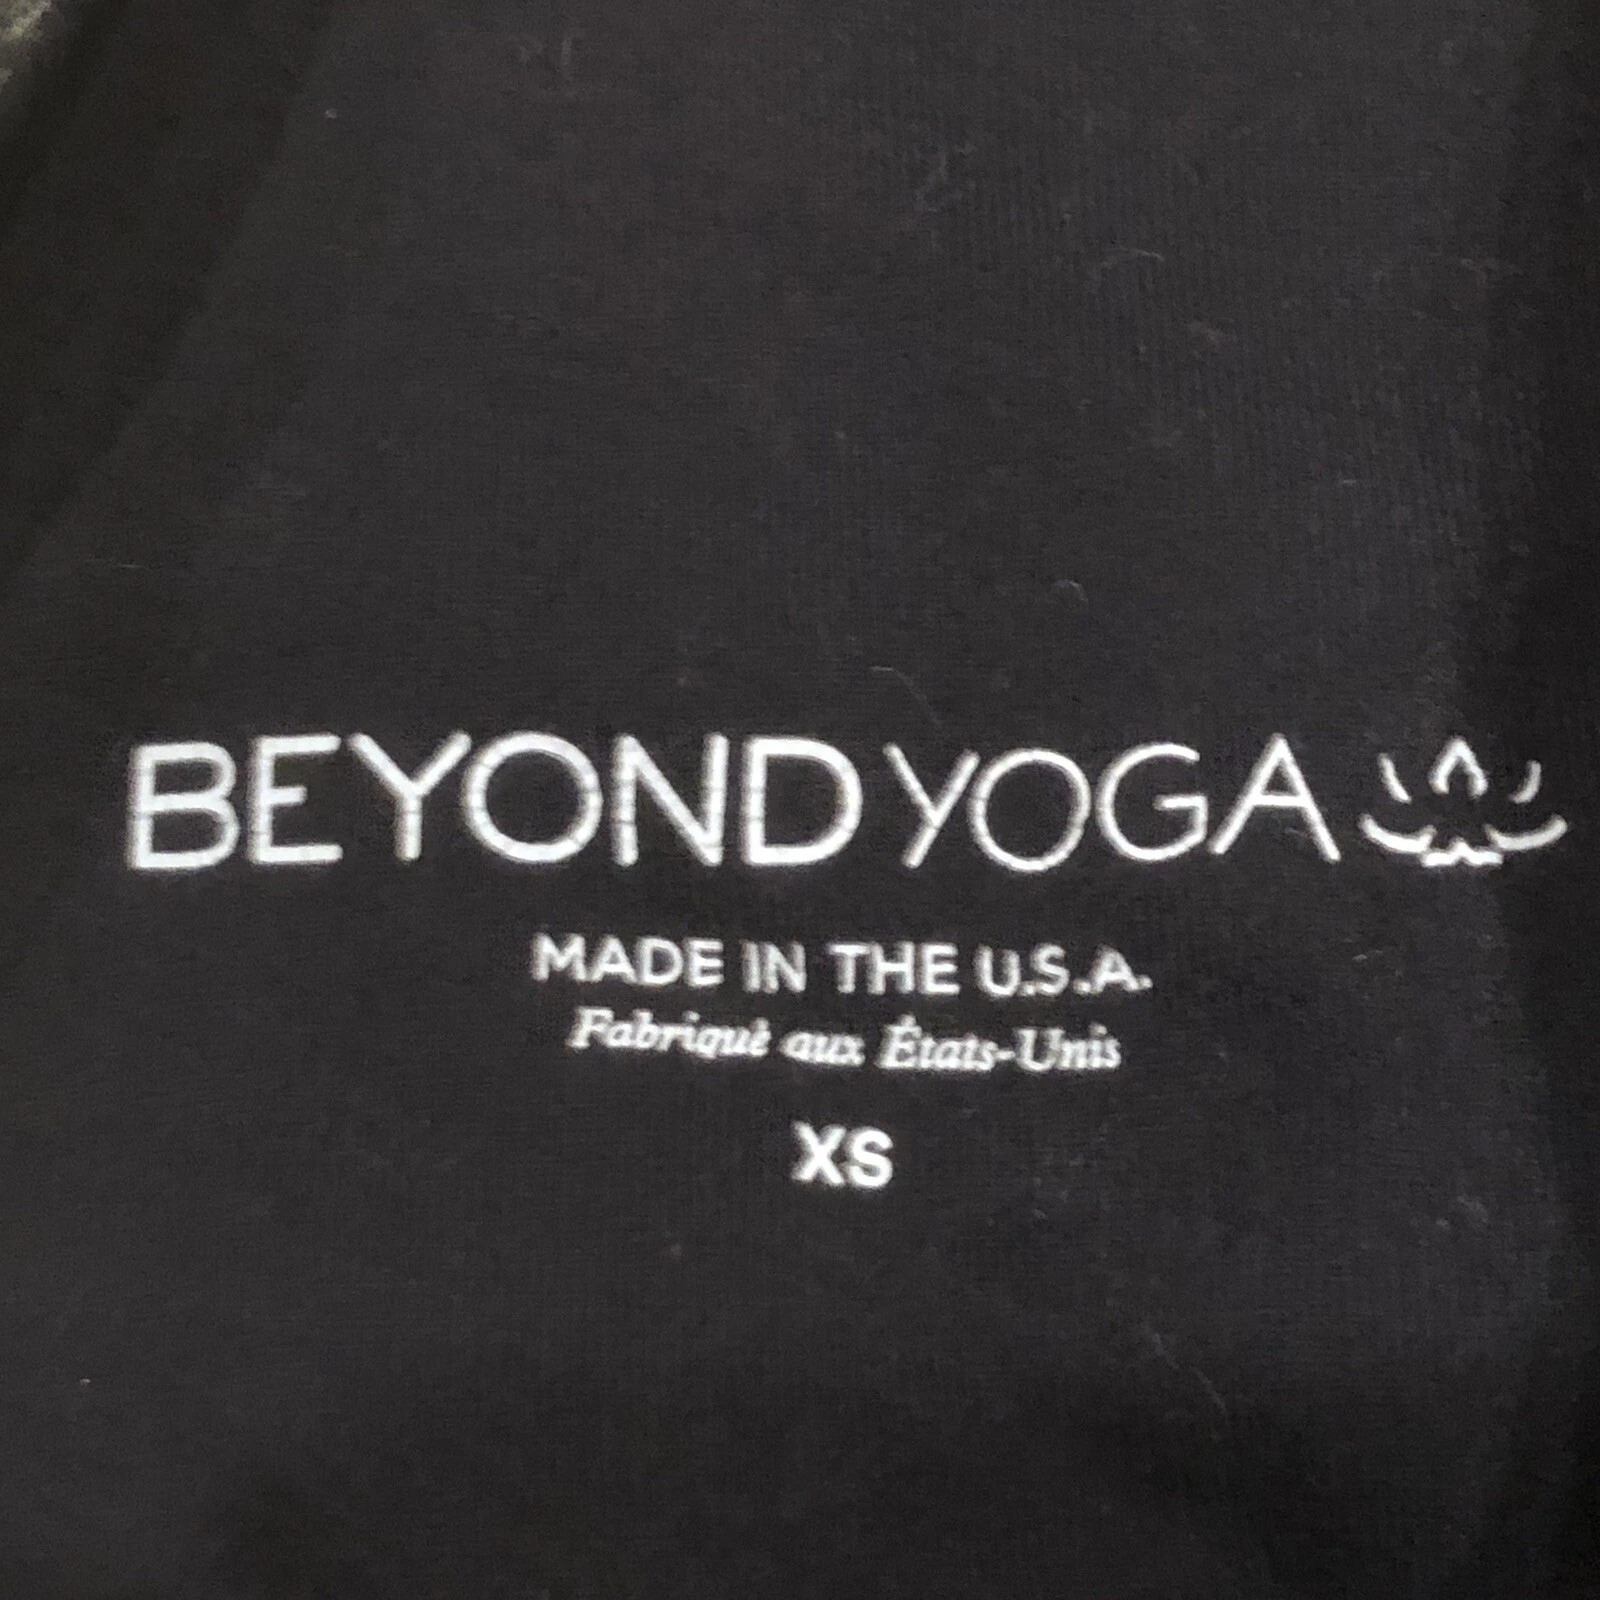 BEYOND YOGA
MADE IN THE U.S.A.
Fabriqué aux États-Unis
XS